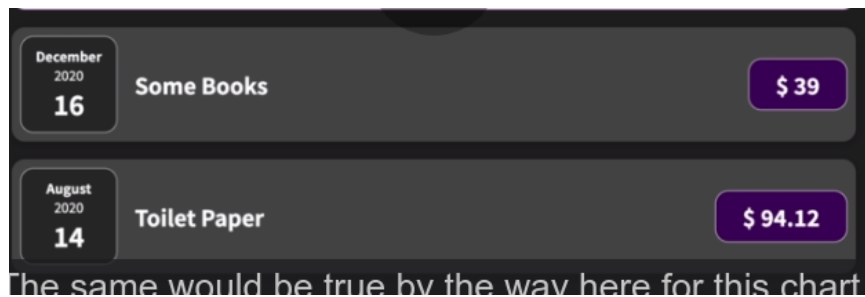 December
2020
16
Some Books
$ 39
August
2020
14
Toilet Paper
$ 94.12
The same would be true by the way here for this chart